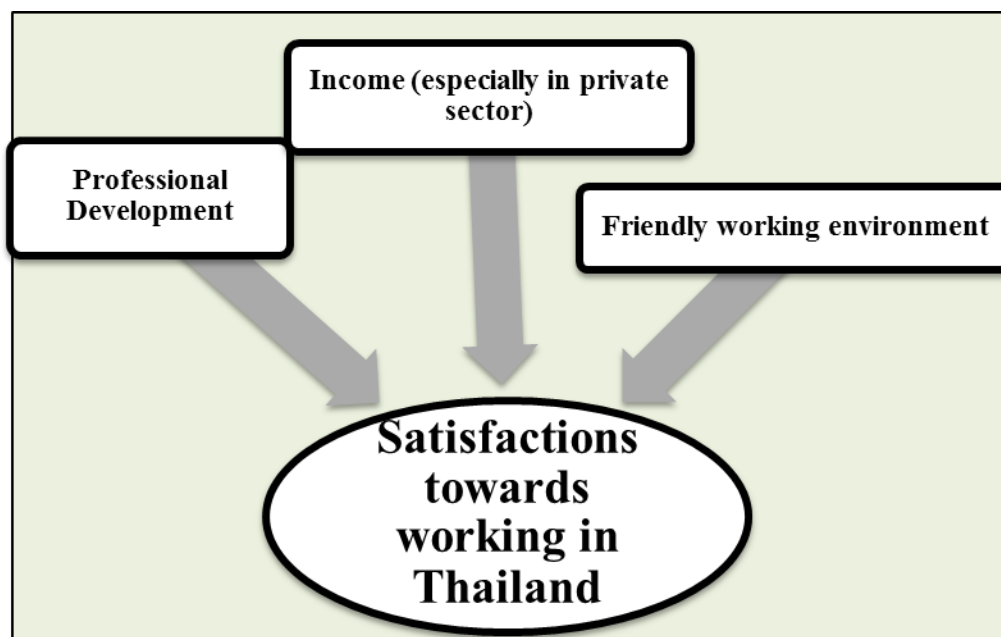 Income (especially in private
sector)
Professional
Development
Friendly working environment
Satisfactions
towards
working in
Thailand